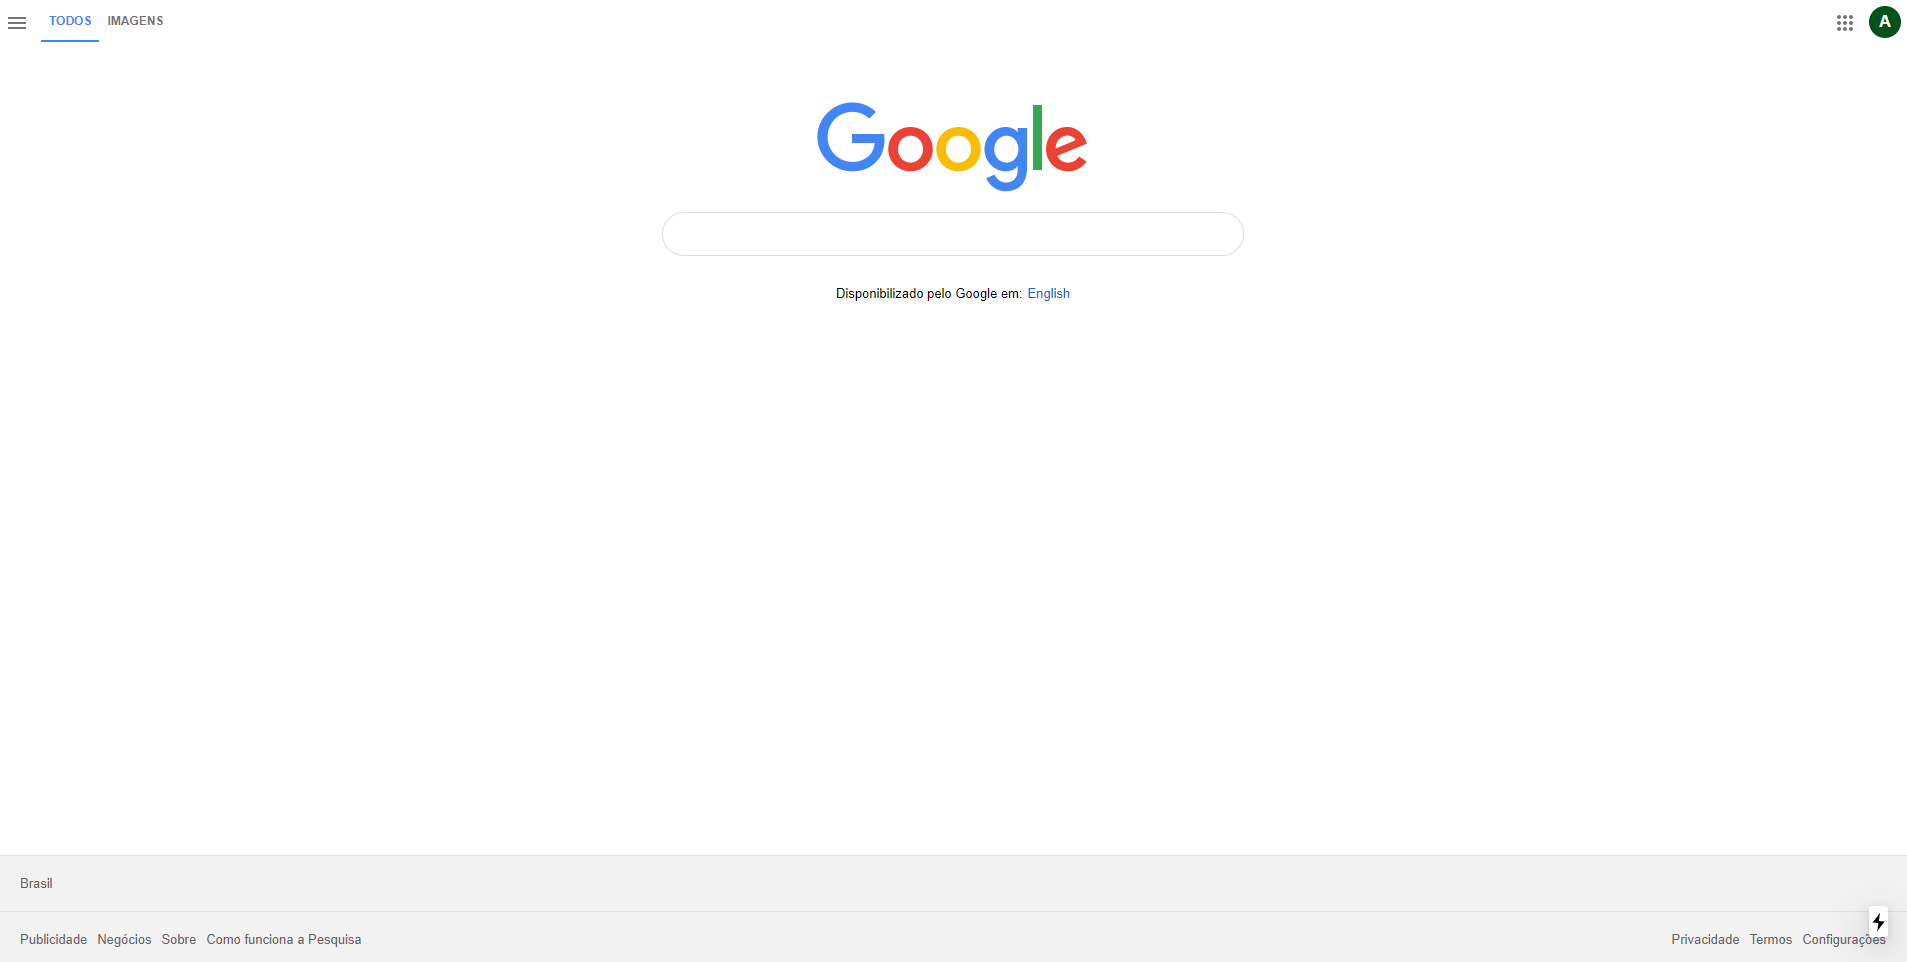 TODOS IMAGENS
A
Google
Disponibilizado pelo Google em: English
Brasil
Publicidade Negócios Sobre Como funciona a Pesquisa
Privacidade Termos Configurações